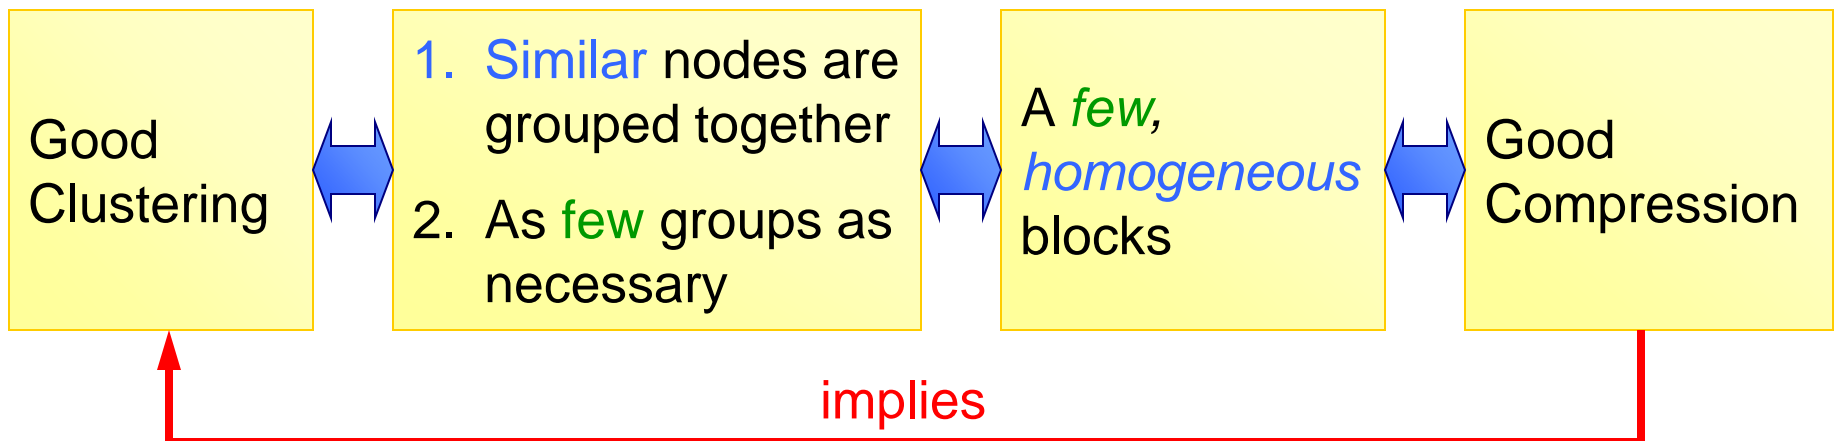 Good
Clustering
1. Similar nodes are
grouped together
2. As few groups as
necessary
A few,
homogeneous
blocks
Good
Compression
implies